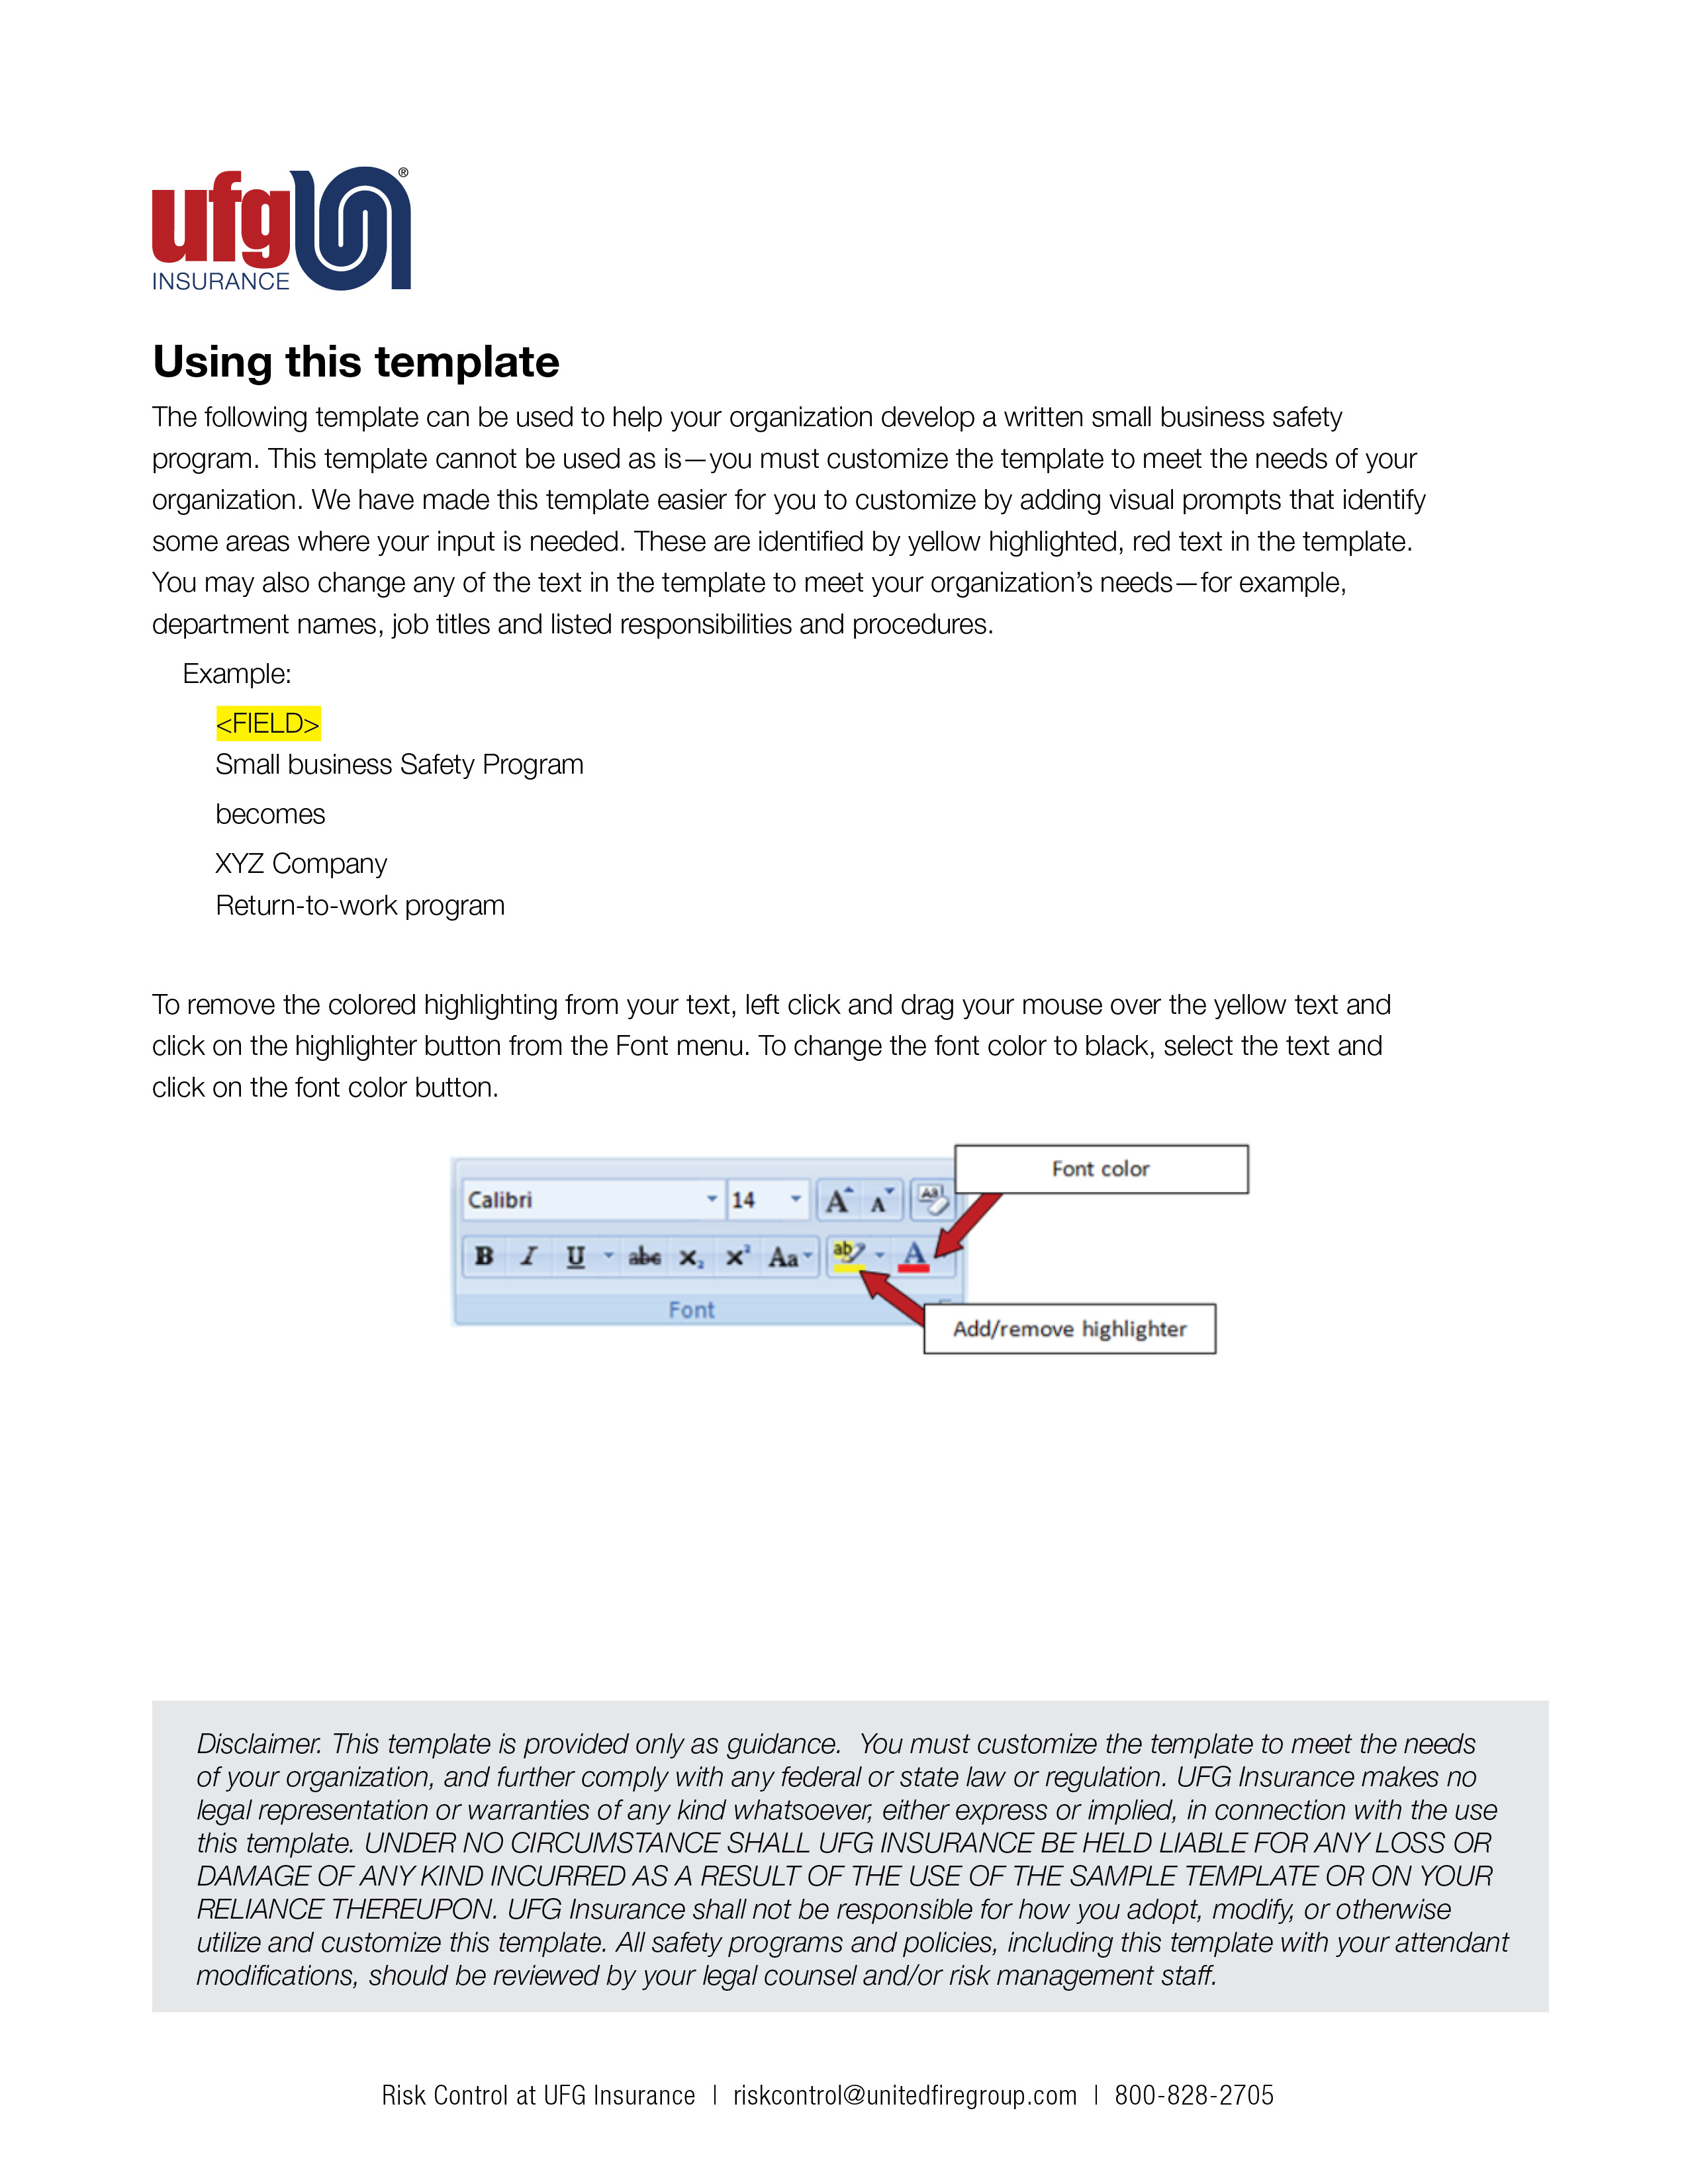 ufg ®
INSURANCE
Using this template
The following template can be used to help your organization develop a written small business safety
program. This template cannot be used as is—you must customize the template to meet the needs of your
organization. We have made this template easier for you to customize by adding visual prompts that identify
some areas where your input is needed. These are identified by yellow highlighted, red text in the template.
You may also change any of the text in the template to meet your organization’s needs—for example,
department names, job titles and listed responsibilities and procedures.
Example:
<FIELD>
Small business Safety Program
becomes
XYZ Company
Return-to-work program
To remove the colored highlighting from your text, left click and drag your mouse over the yellow text and
click on the highlighter button from the Font menu. To change the font color to black, select the text and
click on the font color button.
Font color
Calibri 14 A A Aa
B I U abc x₂ x² Aa ab A
Font
Add/remove highlighter
Disclaimer. This template is provided only as guidance.  You must customize the template to meet the needs
of your organization, and further comply with any federal or state law or regulation. UFG Insurance makes no
legal representation or warranties of any kind whatsoever, either express or implied, in connection with the use
this template. UNDER NO CIRCUMSTANCE SHALL UFG INSURANCE BE HELD LIABLE FOR ANY LOSS OR
DAMAGE OF ANY KIND INCURRED AS A RESULT OF THE USE OF THE SAMPLE TEMPLATE OR ON YOUR
RELIANCE THEREUPON. UFG Insurance shall not be responsible for how you adopt, modify, or otherwise
utilize and customize this template. All safety programs and policies, including this template with your attendant
modifications, should be reviewed by your legal counsel and/or risk management staff.
Risk Control at UFG Insurance | riskcontrol@unitedfiregroup.com | 800-828-2705